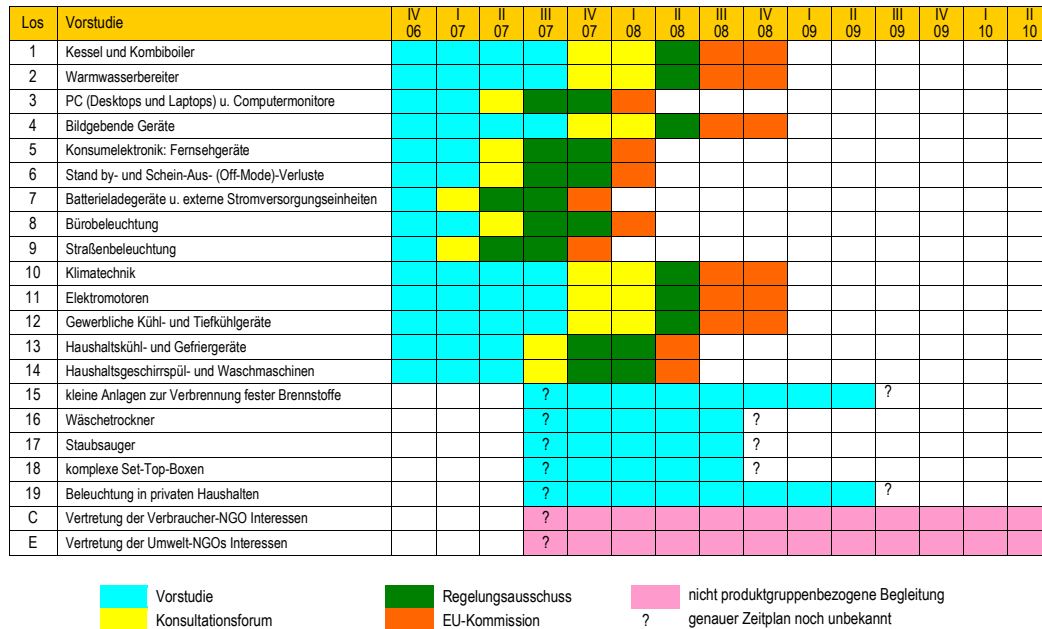 Los Vorstudie IV 06 I 07 II 07 III 07 IV 07 I 08 II 08 III 08 IV 08 I 09 II 09 III 09 IV 09 I 10 II 10
1 Kessel und Kombiboiler
2 Warmwasserbereiter
3 PC (Desktops und Laptops) u. Computermonitore
4 Bildgebende Geräte
5 Konsumelektronik: Fernsehgeräte
6 Stand by- und Schein-Aus- (Off-Mode)-Verluste
7 Batterieladegeräte u. externe Stromversorgungseinheiten
8 Bürobeleuchtung
9 Straßenbeleuchtung
10 Klimatechnik
11 Elektromotoren
12 Gewerbliche Kühl- und Tiefkühlgeräte
13 Haushaltskühl- und Gefriergeräte
14 Haushaltsgeschirrspül- und Waschmaschinen
15 kleine Anlagen zur Verbrennung fester Brennstoffe ? ?
16 Wäschetrockner ? ?
17 Staubsauger ? ?
18 komplexe Set-Top-Boxen ? ?
19 Beleuchtung in privaten Haushalten ? ?
C Vertretung der Verbraucher-NGO Interessen ?
E Vertretung der Umwelt-NGOs Interessen ?
Vorstudie Regelungsausschuss nicht produktgruppenbezogene Begleitung
Konsultationsforum EU-Kommission ? genauer Zeitplan noch unbekannt